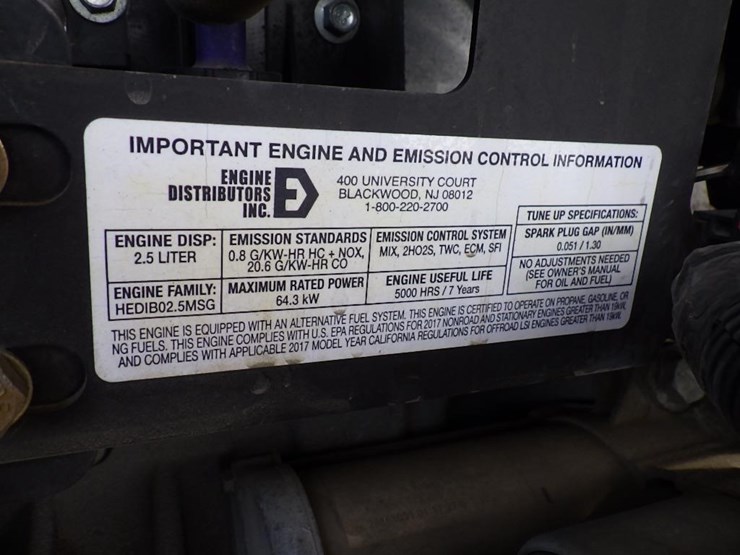 IMPORTANT ENGINE AND EMISSION CONTROL INFORMATION
ENGINE
DISTRIBUTORS
INC.
E
400 UNIVERSITY COURT
BLACKWOOD, NJ 08012
1-800-220-2700
ENGINE DISP:
2.5 LITER
EMISSION STANDARDS
0.8 G/KW-HR HC + NOX,
20.6 G/KW-HR CO
EMISSION CONTROL SYSTEM
MIX, 2HO2S, TWC, ECM, SFI
TUNE UP SPECIFICATIONS:
SPARK PLUG GAP (IN/MM)
0.051 / 1.30
NO ADJUSTMENTS NEEDED
(SEE OWNER'S MANUAL
FOR OIL AND FUEL)
ENGINE FAMILY:
HEDIB02.5MSG
MAXIMUM RATED POWER
64.3 kW
ENGINE USEFUL LIFE
5000 HRS / 7 Years
THIS ENGINE IS EQUIPPED WITH AN ALTERNATIVE FUEL SYSTEM. THIS ENGINE IS CERTIFIED TO OPERATE ON PROPANE, GASOLINE, OR
NG FUELS. THIS ENGINE COMPLIES WITH U.S. EPA REGULATIONS FOR 2017 NONROAD AND STATIONARY ENGINES GREATER THAN 19kW,
AND COMPLIES WITH APPLICABLE 2017 MODEL YEAR CALIFORNIA REGULATIONS FOR OFFROAD LSI ENGINES GREATER THAN 19kW.